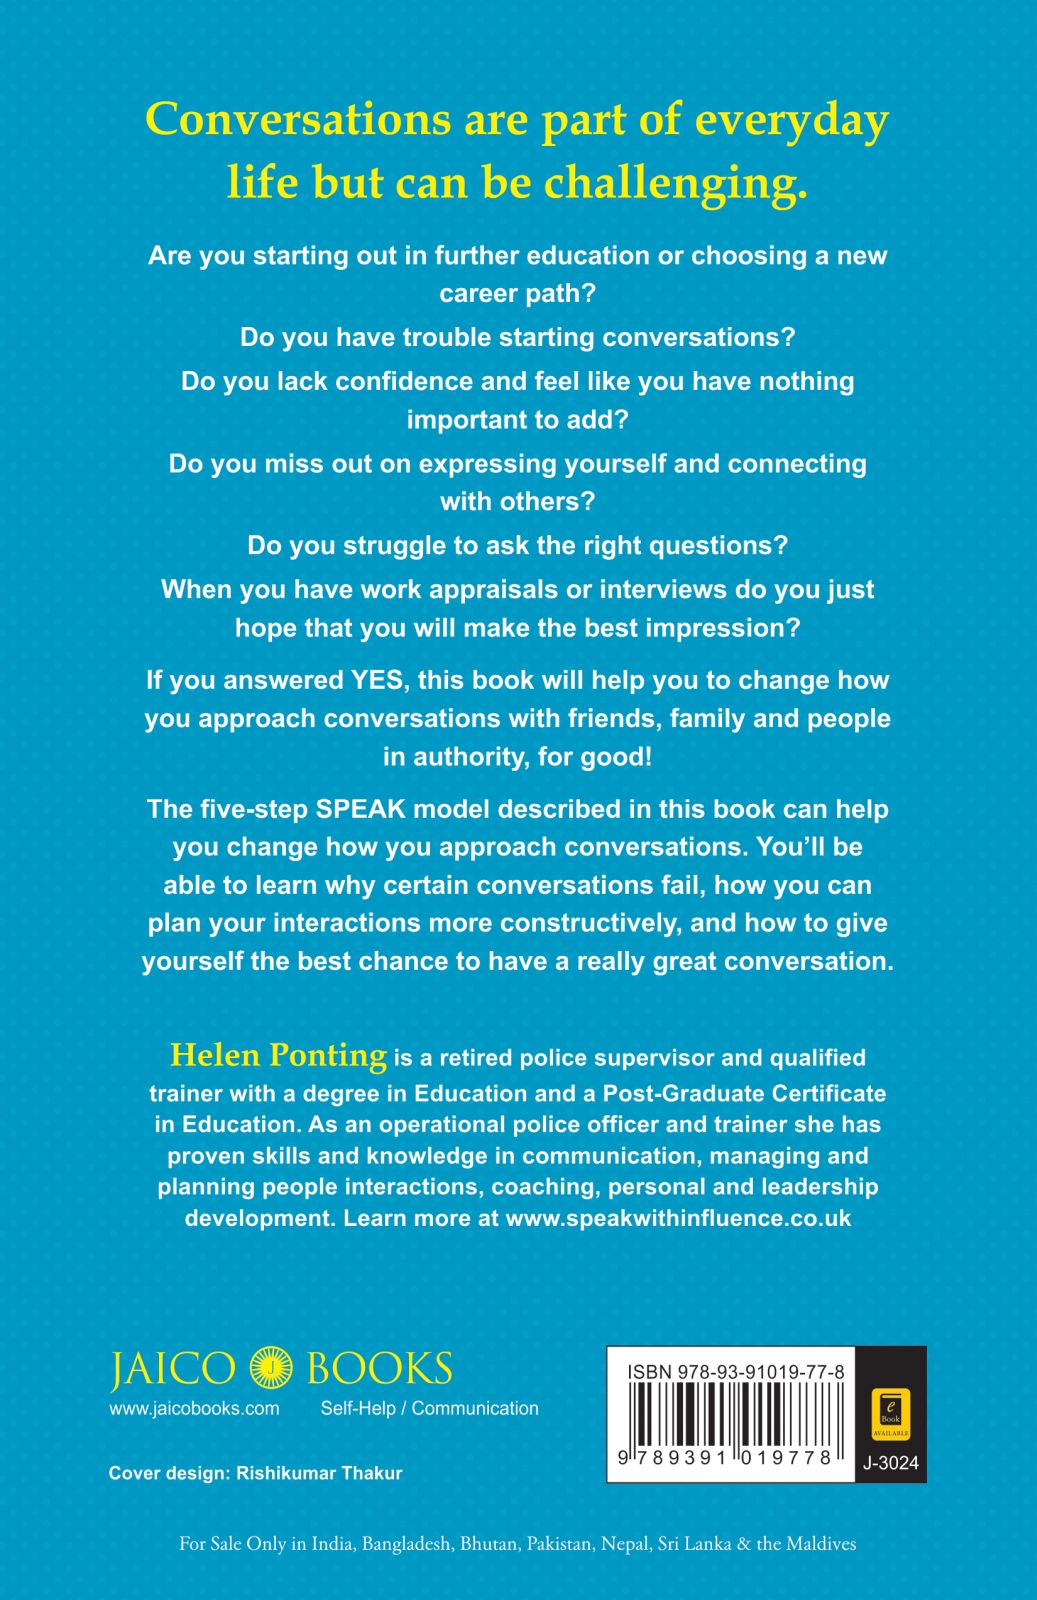 Conversations are part of everyday
life but can be challenging.
Are you starting out in further education or choosing a new
career path?
Do you have trouble starting conversations?
Do you lack confidence and feel like you have nothing
important to add?
Do you miss out on expressing yourself and connecting
with others?
Do you struggle to ask the right questions?
When you have work appraisals or interviews do you just
hope that you will make the best impression?
If you answered YES, this book will help you to change how
you approach conversations with friends, family and people
in authority, for good!
The five-step SPEAK model described in this book can help
you change how you approach conversations. You’ll be
able to learn why certain conversations fail, how you can
plan your interactions more constructively, and how to give
yourself the best chance to have a really great conversation.
Helen Ponting is a retired police supervisor and qualified
trainer with a degree in Education and a Post-Graduate Certificate
in Education. As an operational police officer and trainer she has
proven skills and knowledge in communication, managing and
planning people interactions, coaching, personal and leadership
development. Learn more at www.speakwithinfluence.co.uk
JAICO J BOOKS
www.jaicobooks.com Self-Help / Communication
Cover design: Rishikumar Thakur
ISBN 978-93-91019-77-8
9 789391 019778
e
Book
AVAILABLE
J-3024
For Sale Only in India, Bangladesh, Bhutan, Pakistan, Nepal, Sri Lanka & the Maldives